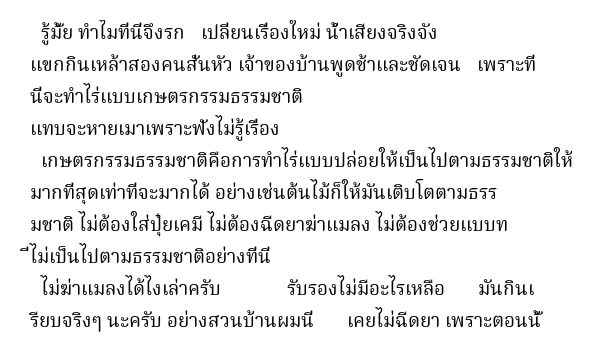 รู้มั้ย ทำไมที่นี่จึงรก เปลี่ยนเรื่องใหม่ น้ำเสียงจริงจัง
แขกกินเหล้าสองคนสั่นหัว เจ้าของบ้านพูดช้าและชัดเจน เพราะที่
นี่จะทำไร่แบบเกษตรกรรมธรรมชาติ
แทบจะหายเมาเพราะฟังไม่รู้เรื่อง
เกษตรกรรมธรรมชาติคือการทำไร่แบบปล่อยให้เป็นไปตามธรรมชาติให้
มากที่สุดเท่าที่จะมากได้ อย่างเช่นต้นไม้ก็ให้มันเติบโตตามธรร
มชาติ ไม่ต้องใส่ปุ๋ยเคมี ไม่ต้องฉีดยาฆ่าแมลง ไม่ต้องช่วยแบบท
ี่ไม่เป็นไปตามธรรมชาติอย่างที่นี่
ไม่ฆ่าแมลงได้ไงเล่าครับ รับรองไม่มีอะไรเหลือ มันกินเ
รียบจริงๆ นะครับ อย่างสวนบ้านผมนี่ เคยไม่ฉีดยา เพราะตอนนั้